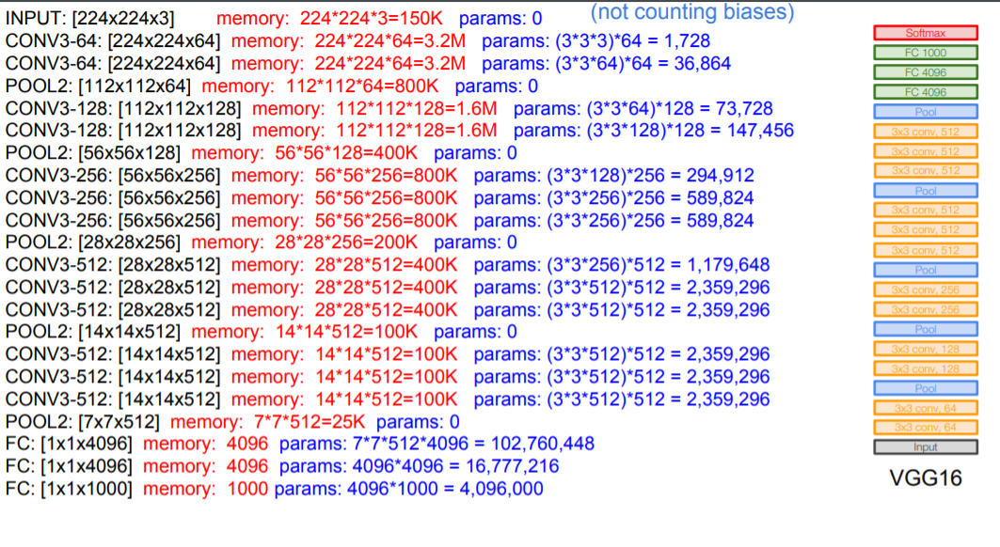 (not counting biases)
INPUT: [224x224x3] memory: 224*224*3=150K params: 0
CONV3-64: [224x224x64] memory: 224*224*64=3.2M params: (3*3*3)*64 = 1,728
CONV3-64: [224x224x64] memory: 224*224*64=3.2M params: (3*3*64)*64 = 36,864
POOL2: [112x112x64] memory: 112*112*64=800K params: 0
CONV3-128: [112x112x128] memory: 112*112*128=1.6M params: (3*3*64)*128 = 73,728
CONV3-128: [112x112x128] memory: 112*112*128=1.6M params: (3*3*128)*128 = 147,456
POOL2: [56x56x128] memory: 56*56*128=400K params: 0
CONV3-256: [56x56x256] memory: 56*56*256=800K params: (3*3*128)*256 = 294,912
CONV3-256: [56x56x256] memory: 56*56*256=800K params: (3*3*256)*256 = 589,824
CONV3-256: [56x56x256] memory: 56*56*256=800K params: (3*3*256)*256 = 589,824
POOL2: [28x28x256] memory: 28*28*256=200K params: 0
CONV3-512: [28x28x512] memory: 28*28*512=400K params: (3*3*256)*512 = 1,179,648
CONV3-512: [28x28x512] memory: 28*28*512=400K params: (3*3*512)*512 = 2,359,296
CONV3-512: [28x28x512] memory: 28*28*512=400K params: (3*3*512)*512 = 2,359,296
POOL2: [14x14x512] memory: 14*14*512=100K params: 0
CONV3-512: [14x14x512] memory: 14*14*512=100K params: (3*3*512)*512 = 2,359,296
CONV3-512: [14x14x512] memory: 14*14*512=100K params: (3*3*512)*512 = 2,359,296
CONV3-512: [14x14x512] memory: 14*14*512=100K params: (3*3*512)*512 = 2,359,296
POOL2: [7x7x512] memory: 7*7*512=25K params: 0
FC: [1x1x4096] memory: 4096 params: 7*7*512*4096 = 102,760,448
FC: [1x1x4096] memory: 4096 params: 4096*4096 = 16,777,216
FC: [1x1x1000] memory: 1000 params: 4096*1000 = 4,096,000
Softmax
FC 1000
FC 4096
FC 4096
Pool
3x3 conv, 512
3x3 conv, 512
3x3 conv, 512
Pool
3x3 conv, 512
3x3 conv, 512
3x3 conv, 512
Pool
3x3 conv, 256
3x3 conv, 256
Pool
3x3 conv, 128
3x3 conv, 128
Pool
3x3 conv, 64
3x3 conv, 64
Input
VGG16